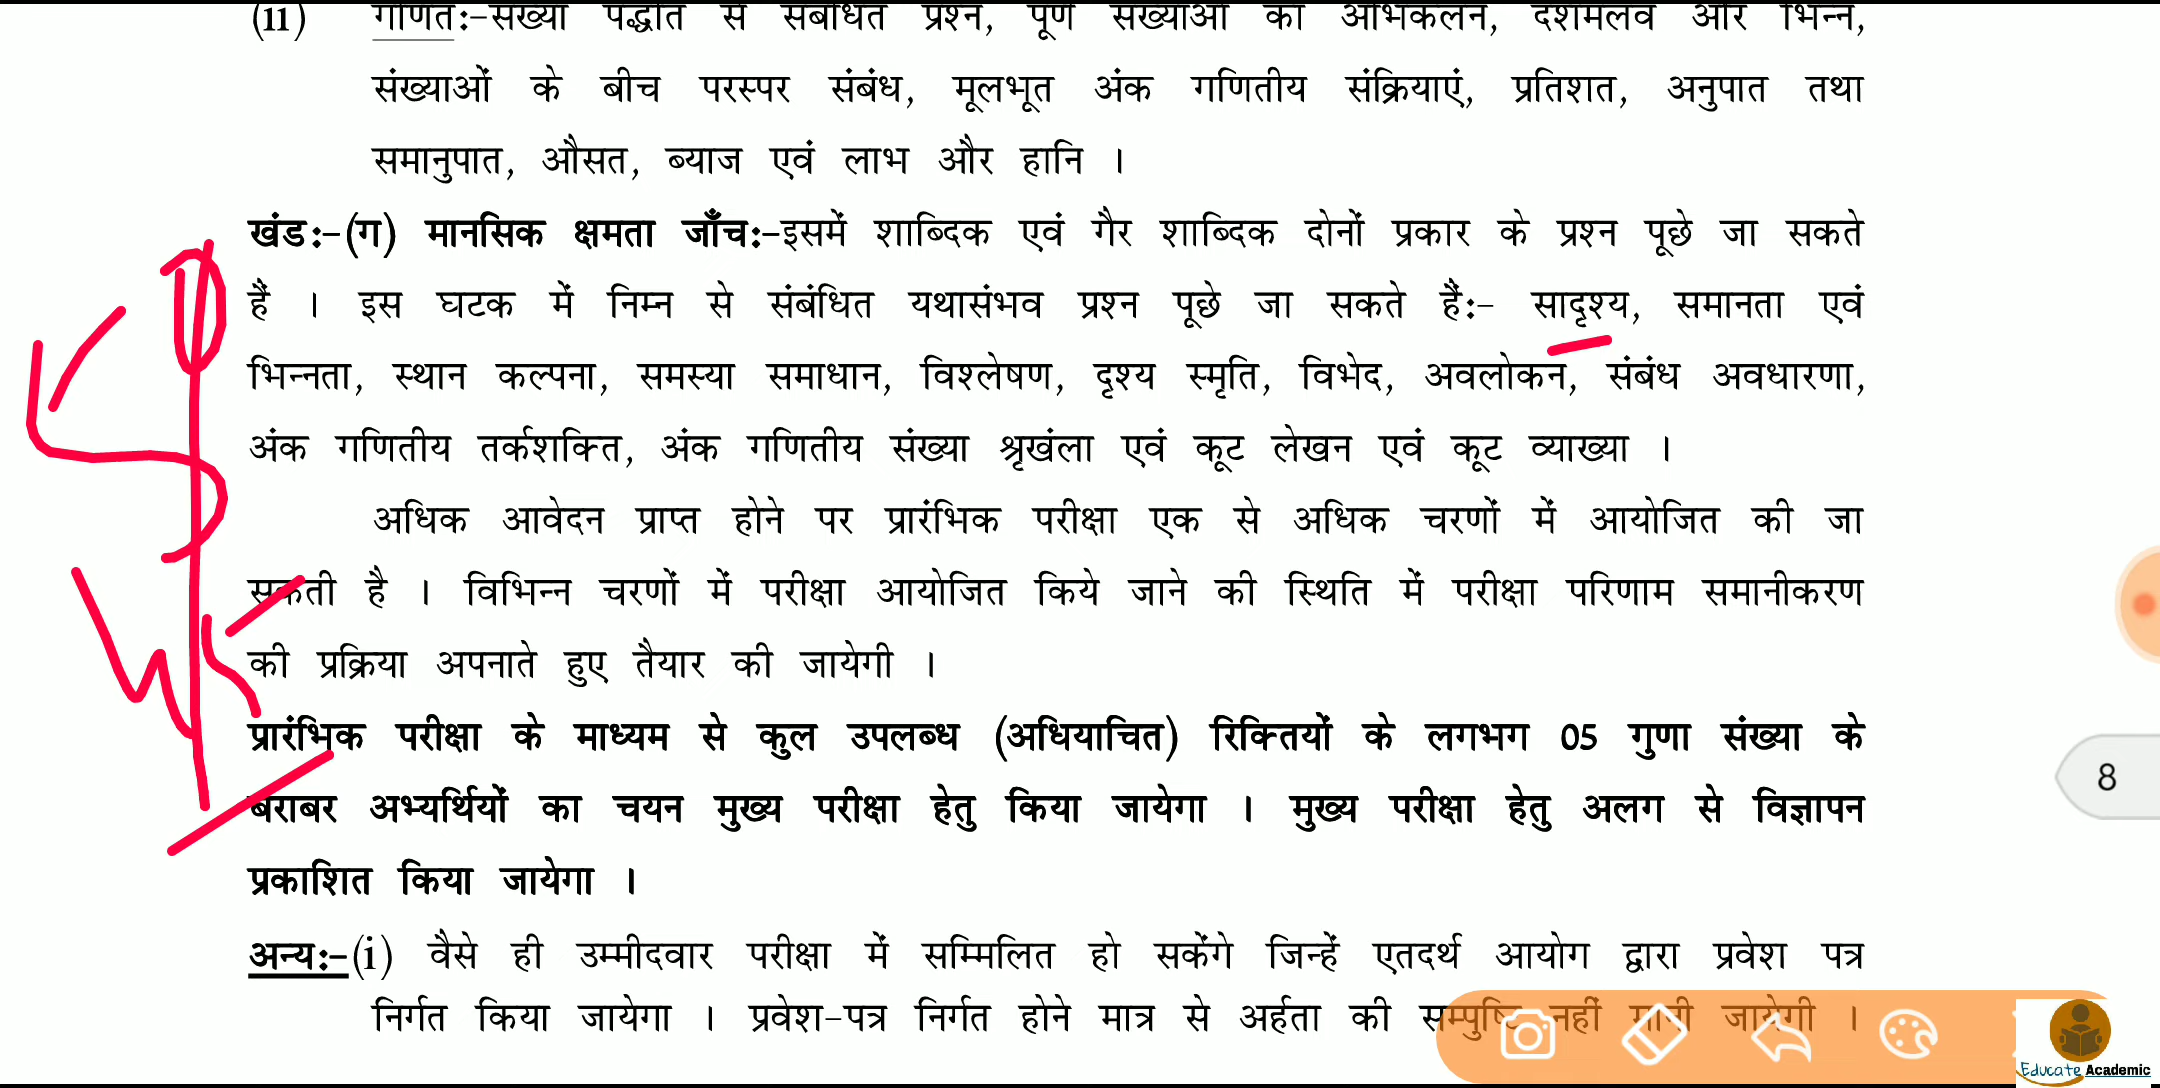 (ii) गणित:-संख्या पद्धति से संबंधित प्रश्न, पूर्ण संख्याओं का अभिकलन, दशमलव और भिन्न,
संख्याओं के बीच परस्पर संबंध, मूलभूत अंक गणितीय संक्रियाएं, प्रतिशत, अनुपात तथा
समानुपात, औसत, ब्याज एवं लाभ और हानि ।
खंड:-(ग) मानसिक क्षमता जाँच:-इसमें शाब्दिक एवं गैर शाब्दिक दोनों प्रकार के प्रश्न पूछे जा सकते
हैं । इस घटक में निम्न से संबंधित यथासंभव प्रश्न पूछे जा सकते हैं:- सादृश्य, समानता एवं
भिन्नता, स्थान कल्पना, समस्या समाधान, विश्लेषण, दृश्य स्मृति, विभेद, अवलोकन, संबंध अवधारणा,
अंक गणितीय तर्कशक्ति, अंक गणितीय संख्या श्रृखंला एवं कूट लेखन एवं कूट व्याख्या ।
अधिक आवेदन प्राप्त होने पर प्रारंभिक परीक्षा एक से अधिक चरणों में आयोजित की जा
सकती है । विभिन्न चरणों में परीक्षा आयोजित किये जाने की स्थिति में परीक्षा परिणाम समानीकरण
की प्रक्रिया अपनाते हुए तैयार की जायेगी ।
प्रारंभिक परीक्षा के माध्यम से कुल उपलब्ध (अधियाचित) रिक्तियों के लगभग 05 गुणा संख्या के
बराबर अभ्यर्थियों का चयन मुख्य परीक्षा हेतु किया जायेगा । मुख्य परीक्षा हेतु अलग से विज्ञापन
प्रकाशित किया जायेगा ।
8
अन्य:-(i) वैसे ही उम्मीदवार परीक्षा में सम्मिलित हो सकेंगे जिन्हें एतदर्थ आयोग द्वारा प्रवेश पत्र
निर्गत किया जायेगा । प्रवेश-पत्र निर्गत होने मात्र से अर्हता की सम्पुष्टि नहीं मानी जायेगी ।
Educate Academic